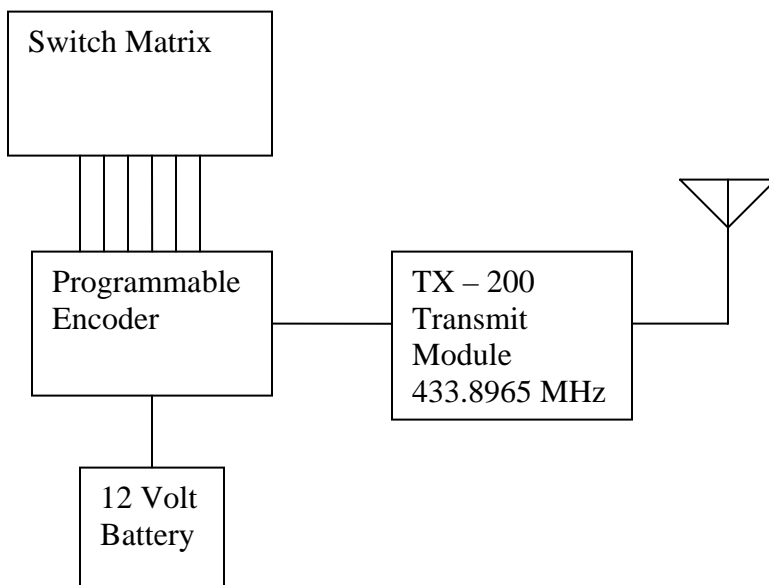 Switch Matrix
Programmable
Encoder
TX – 200
Transmit
Module
433.8965 MHz
12 Volt
Battery